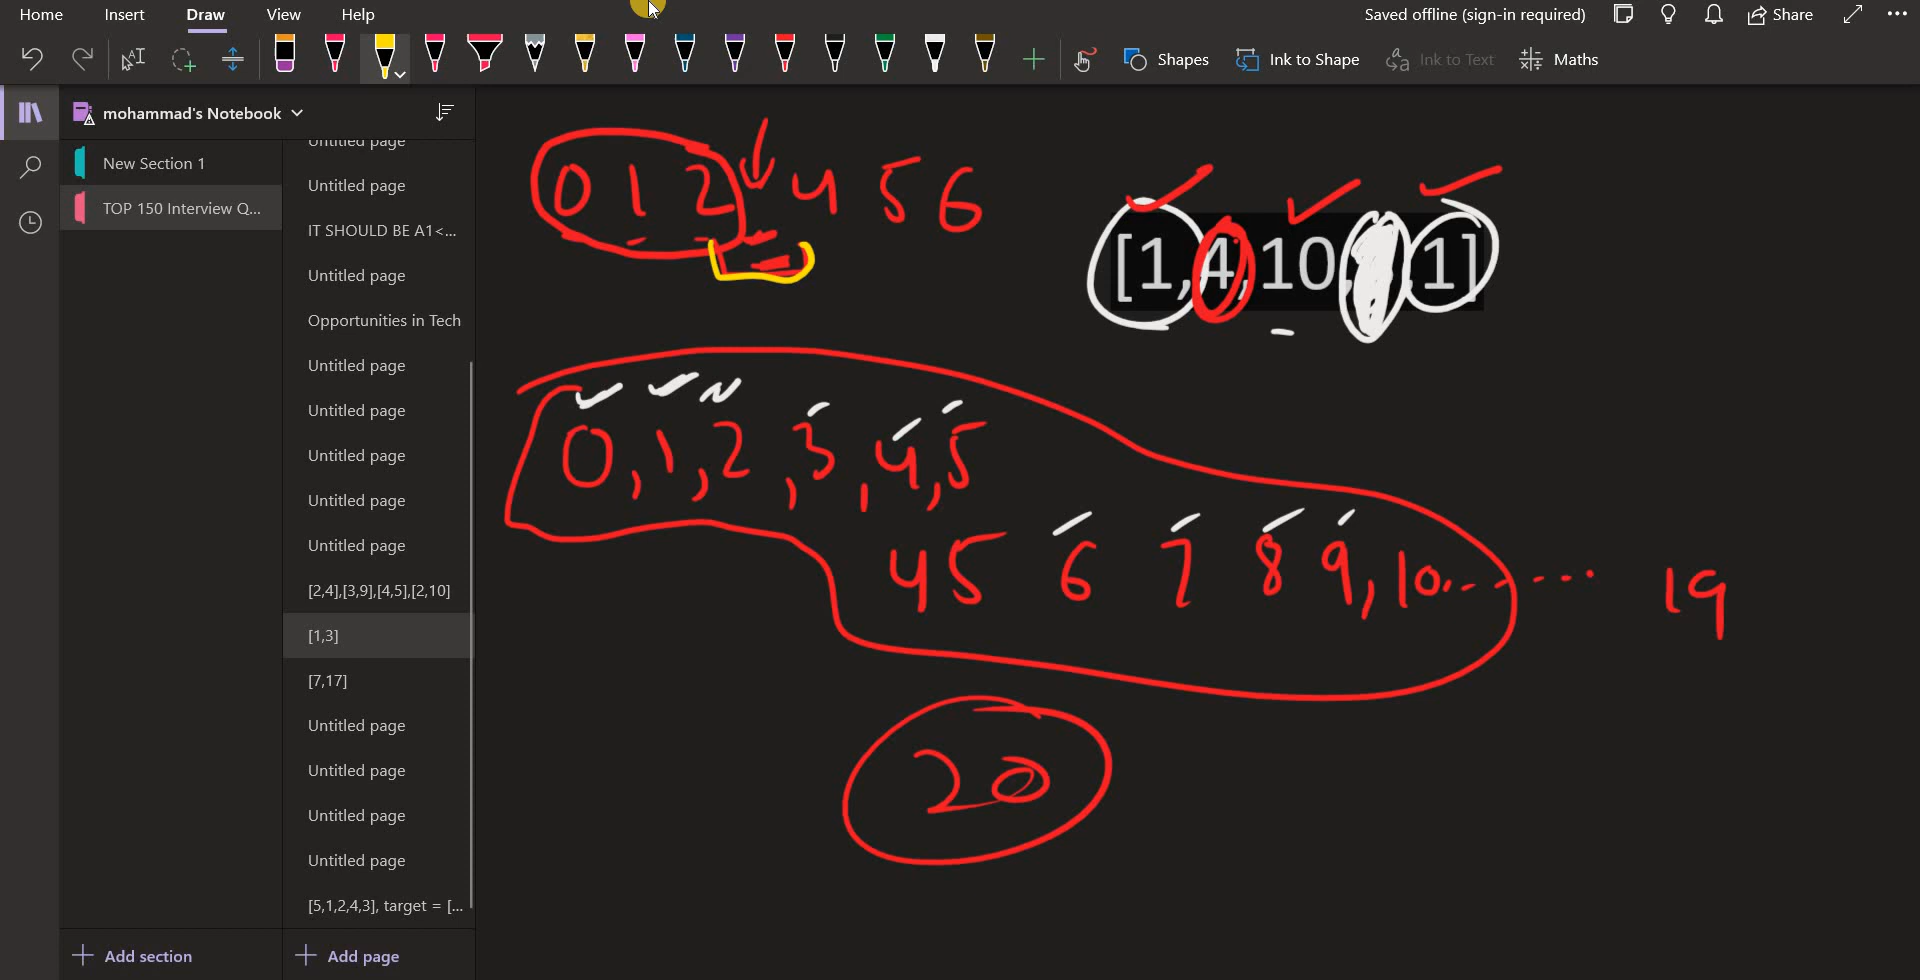 Home Insert Draw View Help
Saved offline (sign-in required) Share
Shapes Ink to Shape Ink to Text Maths
mohammad's Notebook
New Section 1
TOP 150 Interview Q...
Untitled page
Untitled page
IT SHOULD BE A1<...
Untitled page
Opportunities in Tech
Untitled page
Untitled page
Untitled page
Untitled page
Untitled page
[2,4],[3,9],[4,5],[2,10]
[1,3]
[7,17]
Untitled page
Untitled page
Untitled page
Untitled page
[5,1,2,4,3], target = [...
Add section
Add page
0 1 2 4 5 6
[1,4,10, ,1]
0,1,2,3,4,5
4 5 6 7 8 9,10........ 19
20